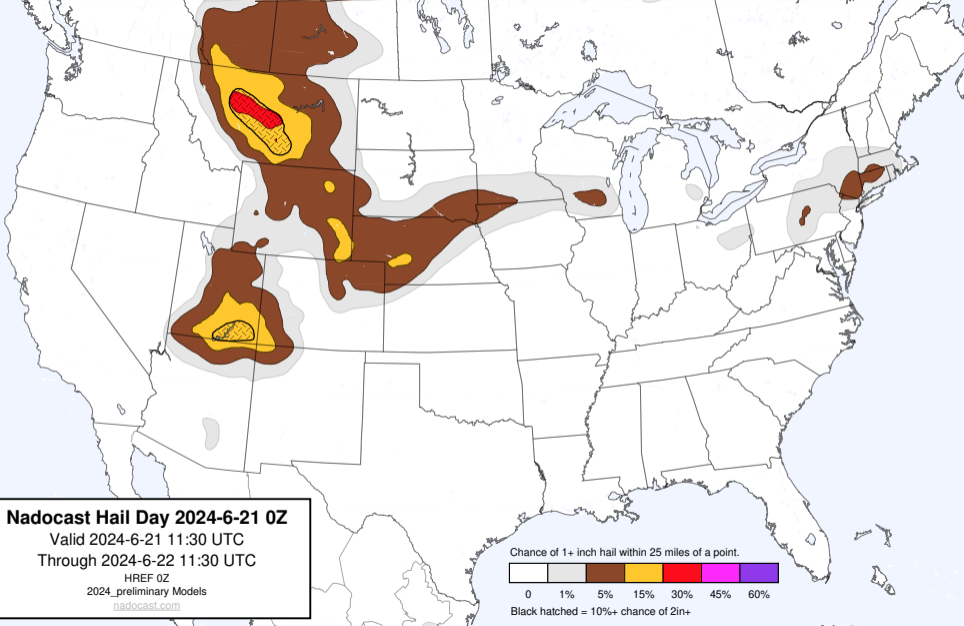 Nadocast Hail Day 2024-6-21 0Z
Valid 2024-6-21 11:30 UTC
Through 2024-6-22 11:30 UTC
HREF 0Z
2024_preliminary Models
nadocast.com
Chance of 1+ inch hail within 25 miles of a point.
0 1% 5% 15% 30% 45% 60%
Black hatched = 10%+ chance of 2in+